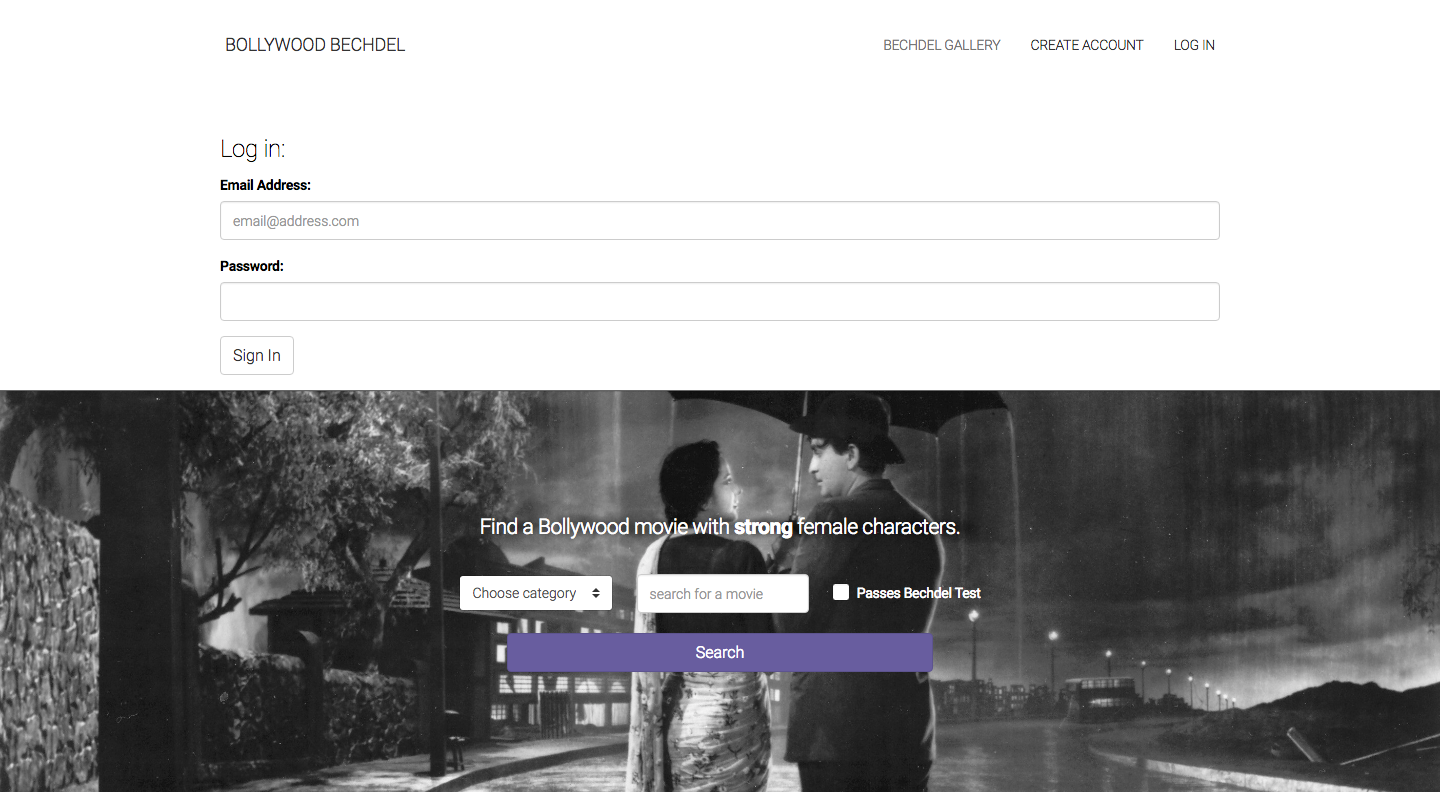 BOLLYWOOD BECHDEL
BECHDEL GALLERY
CREATE ACCOUNT
LOG IN
Log in:
Email Address:
email@address.com
Password:
Sign In
Find a Bollywood movie with strong female characters.
Choose category
search for a movie
Passes Bechdel Test
Search